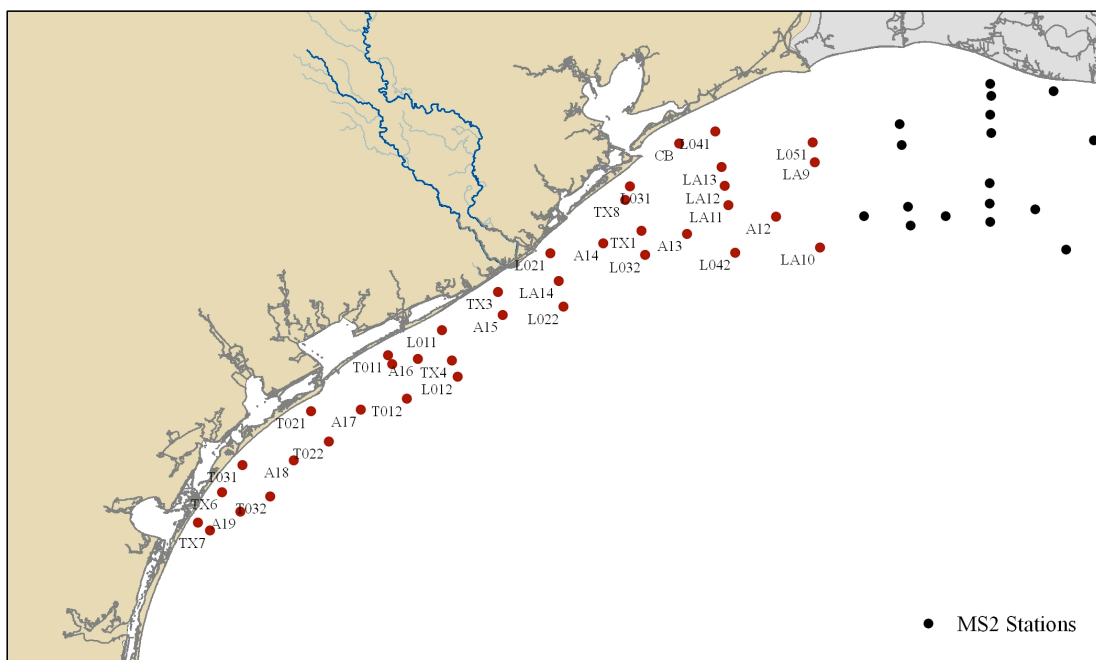 L041
CB
L051
LA9
LA13
LA12
LA11
L031
TX8
A12
TX1
A13
A14
L032
L042
LA10
L021
LA14
TX3
A15
L022
L011
T011
A16
TX4
L012
T012
A17
T021
T022
A18
T031
TX6
T032
A19
TX7
MS2 Stations